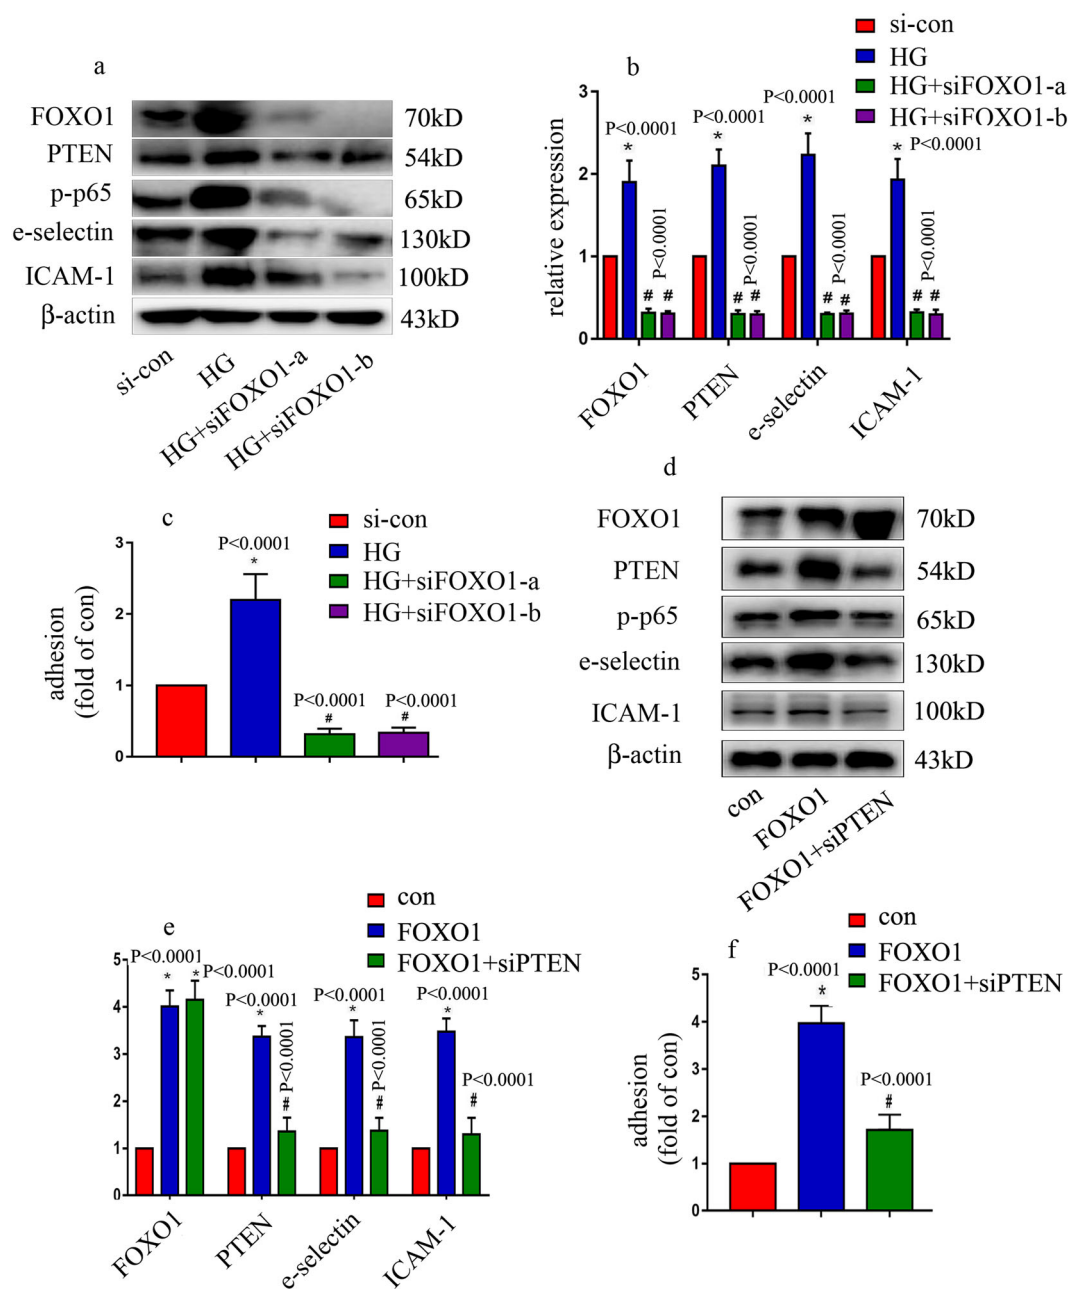 a
FOXO1 70kD
PTEN 54kD
p-p65 65kD
e-selectin 130kD
ICAM-1 100kD
β-actin 43kD
si-con HG HG+siFOXO1-a HG+siFOXO1-b
b
si-con
HG
HG+siFOXO1-a
HG+siFOXO1-b
relative expression
3
2
1
0
P<0.0001 P<0.0001 P<0.0001 P<0.0001
* * * *
P<0.0001 P<0.0001 P<0.0001 P<0.0001
# # # # # # # #
FOXO1 PTEN e-selectin ICAM-1
c
si-con
HG
HG+siFOXO1-a
HG+siFOXO1-b
adhesion
(fold of con)
3
2
1
0
P<0.0001
*
P<0.0001 P<0.0001
# #
d
FOXO1 70kD
PTEN 54kD
p-p65 65kD
e-selectin 130kD
ICAM-1 100kD
β-actin 43kD
con FOXO1 FOXO1+siPTEN
e
con
FOXO1
FOXO1+siPTEN
5
4
3
2
1
0
P<0.0001 P<0.0001 P<0.0001 P<0.0001 P<0.0001
* * * * *
P<0.0001 P<0.0001 P<0.0001
# # #
FOXO1 PTEN e-selectin ICAM-1
f
con
FOXO1
FOXO1+siPTEN
adhesion
(fold of con)
5
4
3
2
1
0
P<0.0001
*
P<0.0001
#